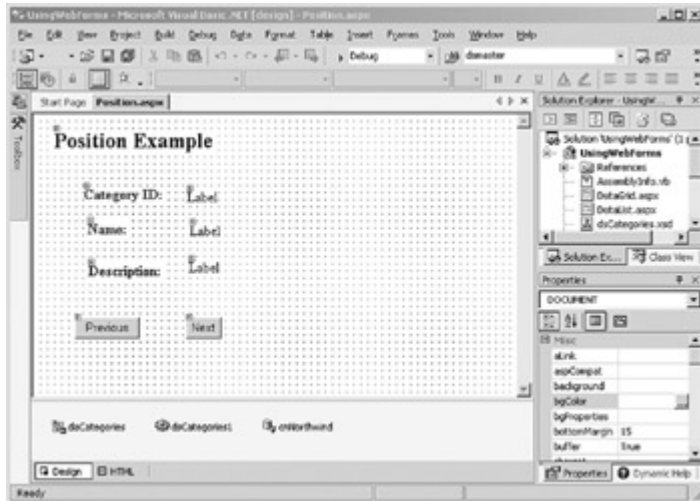 UsingWebForms - Microsoft Visual Basic .NET [design] - Position.aspx
File Edit View Project Build Debug Data Format Table Insert Frames Tools Window Help
Debug dsmaster
B I U
Start Page Position.aspx
Toolbox
Position Example
Category ID: Label
Name: Label
Description: Label
Previous Next
daCategories dsCategories1 cnNorthwind
Design HTML
Ready
Solution Explorer - UsingW...
Solution 'UsingWebForms' (1
UsingWebForms
References
AssemblyInfo.vb
DataGrid.aspx
DataList.aspx
dsCategories.xsd
Solution Ex... Class View
Properties
DOCUMENT
Misc
aLink
aspCompat
background
bgColor
bgProperties
bottomMargin 15
buffer True
Properties Dynamic Help